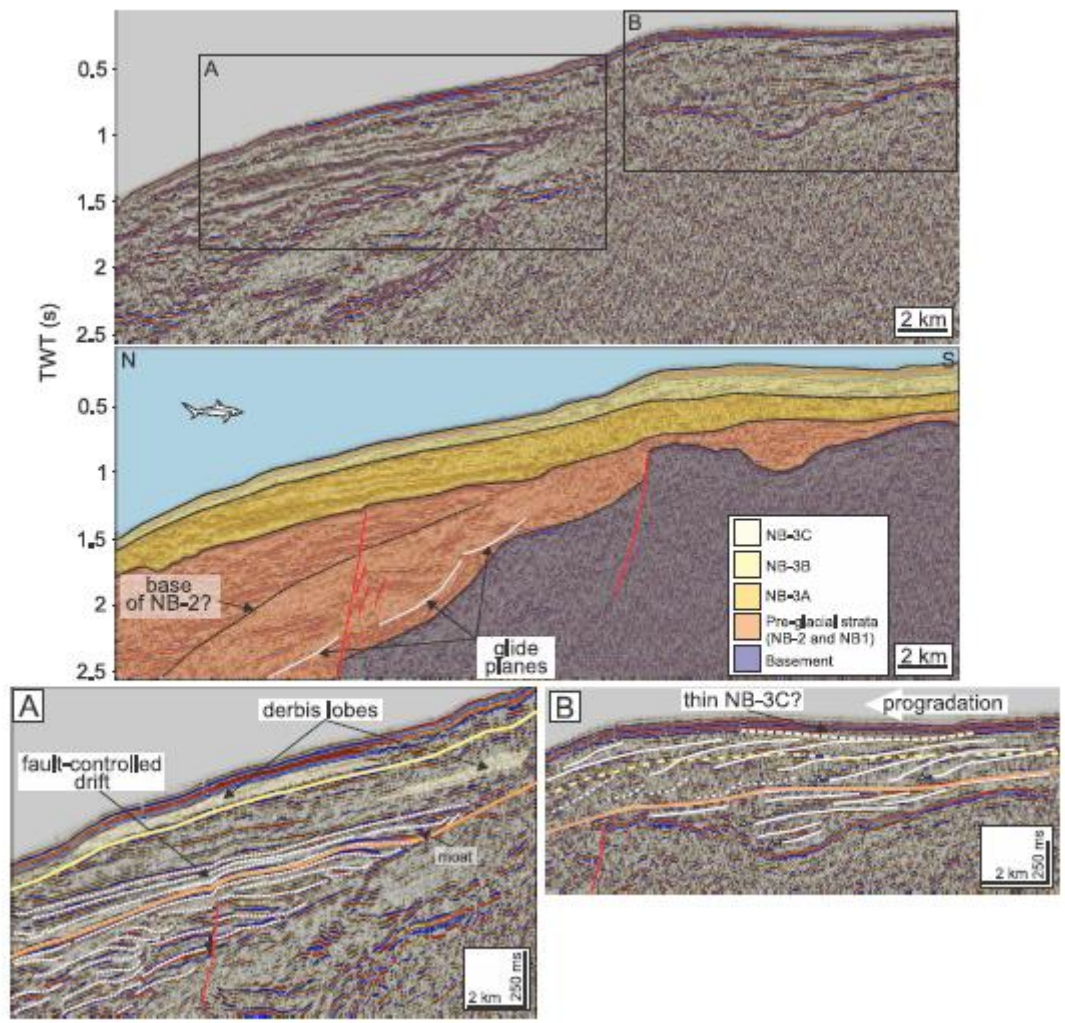 A
B
0.5
1
1.5
2
2.5
2 km
TWT (s)
N
S
0.5
1
1.5
2
2.5
base
of NB-2?
glide
planes
NB-3C
NB-3B
NB-3A
Pre-glacial strata
(NB-2 and NB1)
Basement
2 km
A
derbis lobes
fault-controlled
drift
moat
2 km
250 ms
B
thin NB-3C?
progradation
2 km
250 ms